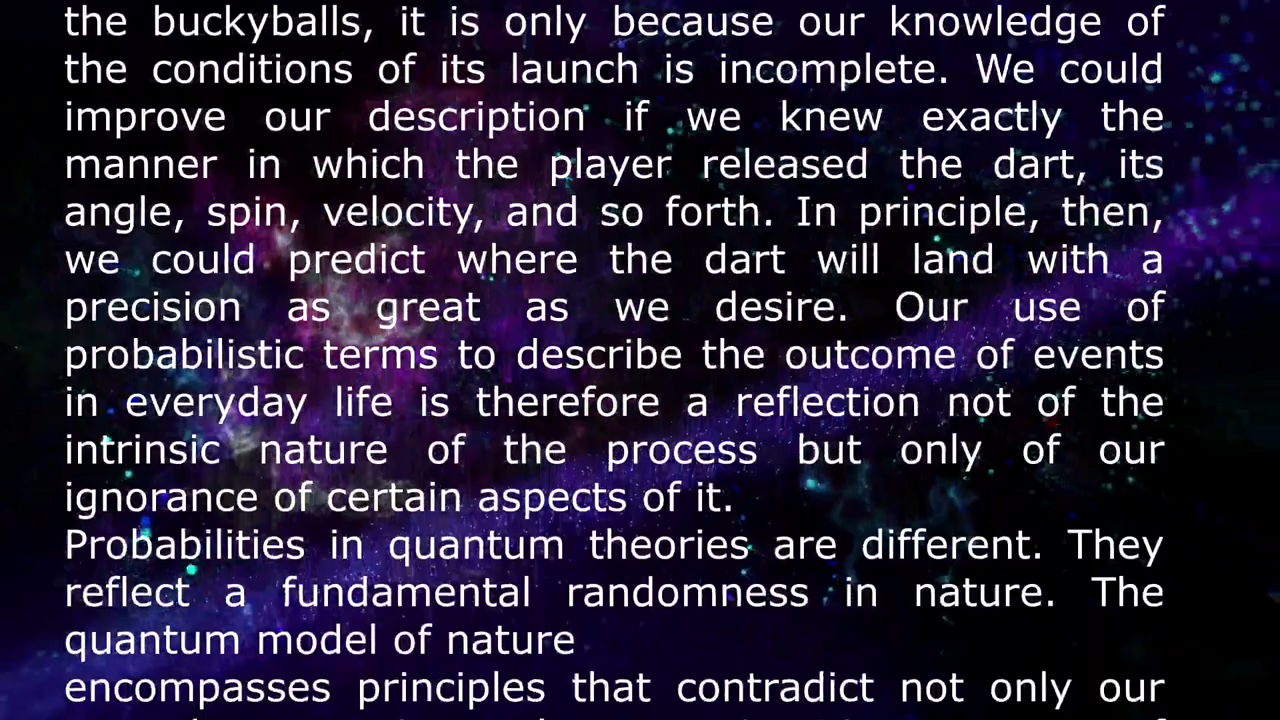 the buckyballs, it is only because our knowledge of
the conditions of its launch is incomplete. We could
improve our description if we knew exactly the
manner in which the player released the dart, its
angle, spin, velocity, and so forth. In principle, then,
we could predict where the dart will land with a
precision as great as we desire. Our use of
probabilistic terms to describe the outcome of events
in everyday life is therefore a reflection not of the
intrinsic nature of the process but only of our
ignorance of certain aspects of it.
Probabilities in quantum theories are different. They
reflect a fundamental randomness in nature. The
quantum model of nature
encompasses principles that contradict not only our